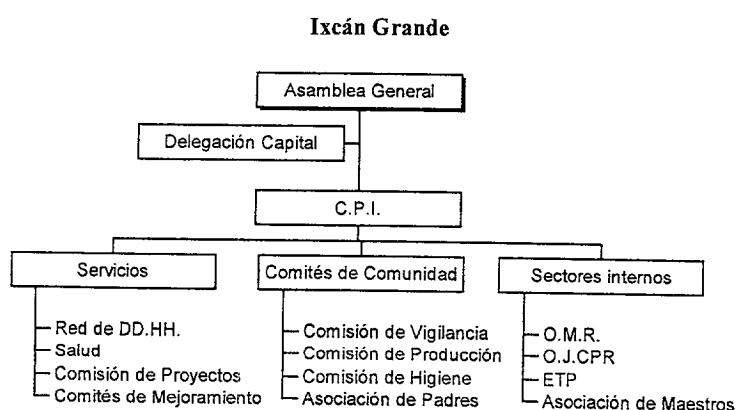 Ixcán Grande
Asamblea General
Delegación Capital
C.P.I.
Servicios
Red de DD.HH.
Salud
Comisión de Proyectos
Comités de Mejoramiento
Comités de Comunidad
Comisión de Vigilancia
Comisión de Producción
Comisión de Higiene
Asociación de Padres
Sectores internos
O.M.R.
O.J.CPR
ETP
Asociación de Maestros